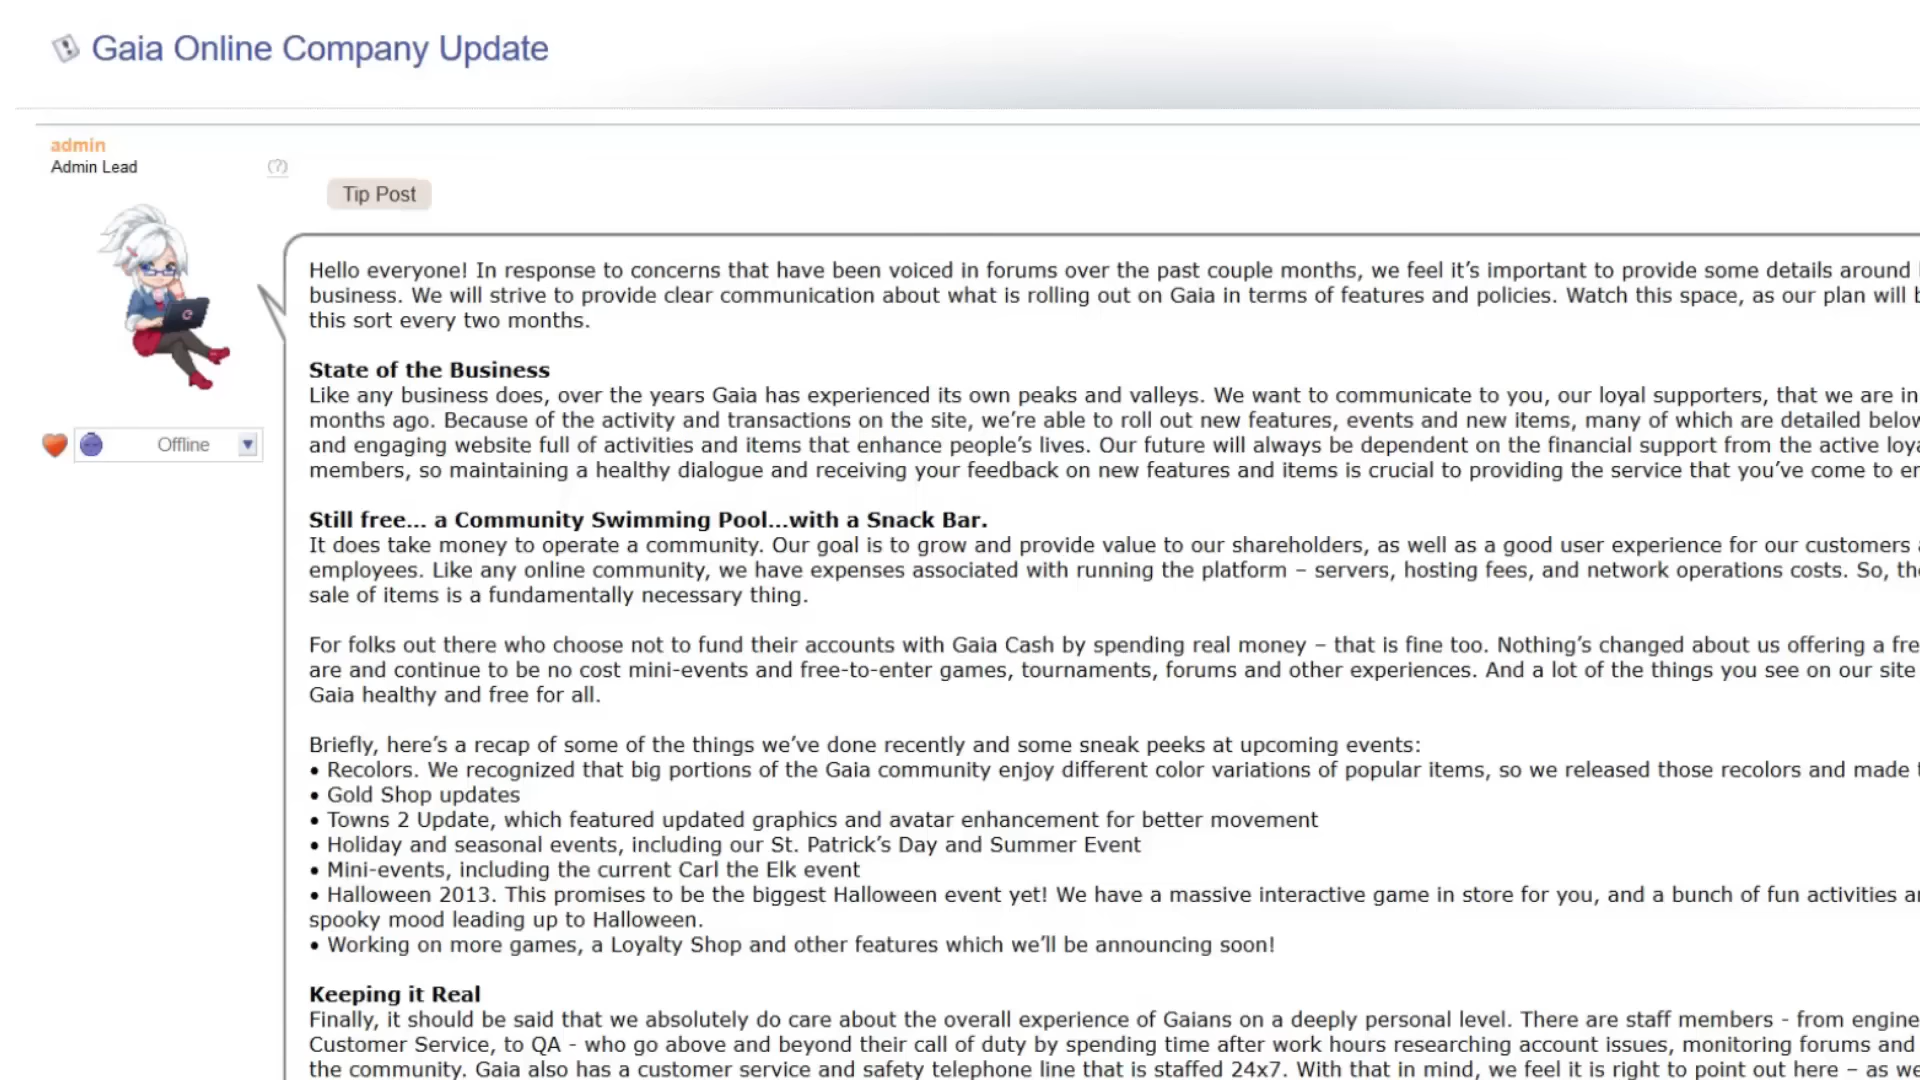 Gaia Online Company Update
admin
Admin Lead
(?)
Tip Post
Offline
Hello everyone! In response to concerns that have been voiced in forums over the past couple months, we feel it’s important to provide some details around
business. We will strive to provide clear communication about what is rolling out on Gaia in terms of features and policies. Watch this space, as our plan will
this sort every two months.
State of the Business
Like any business does, over the years Gaia has experienced its own peaks and valleys. We want to communicate to you, our loyal supporters, that we are in
months ago. Because of the activity and transactions on the site, we’re able to roll out new features, events and new items, many of which are detailed below
and engaging website full of activities and items that enhance people’s lives. Our future will always be dependent on the financial support from the active
members, so maintaining a healthy dialogue and receiving your feedback on new features and items is crucial to providing the service that you’ve come to
Still free... a Community Swimming Pool...with a Snack Bar.
It does take money to operate a community. Our goal is to grow and provide value to our shareholders, as well as a good user experience for our customers
employees. Like any online community, we have expenses associated with running the platform – servers, hosting fees, and network operations costs. So,
sale of items is a fundamentally necessary thing.
For folks out there who choose not to fund their accounts with Gaia Cash by spending real money – that is fine too. Nothing’s changed about us offering a
are and continue to be no cost mini-events and free-to-enter games, tournaments, forums and other experiences. And a lot of the things you see on our site
Gaia healthy and free for all.
Briefly, here’s a recap of some of the things we’ve done recently and some sneak peeks at upcoming events:
• Recolors. We recognized that big portions of the Gaia community enjoy different color variations of popular items, so we released those recolors and made
• Gold Shop updates
• Towns 2 Update, which featured updated graphics and avatar enhancement for better movement
• Holiday and seasonal events, including our St. Patrick’s Day and Summer Event
• Mini-events, including the current Carl the Elk event
• Halloween 2013. This promises to be the biggest Halloween event yet! We have a massive interactive game in store for you, and a bunch of fun activities
spooky mood leading up to Halloween.
• Working on more games, a Loyalty Shop and other features which we’ll be announcing soon!
Keeping it Real
Finally, it should be said that we absolutely do care about the overall experience of Gaians on a deeply personal level. There are staff members - from
Customer Service, to QA - who go above and beyond their call of duty by spending time after work hours researching account issues, monitoring forums and
the community. Gaia also has a customer service and safety telephone line that is staffed 24x7. With that in mind, we feel it is right to point out here – as